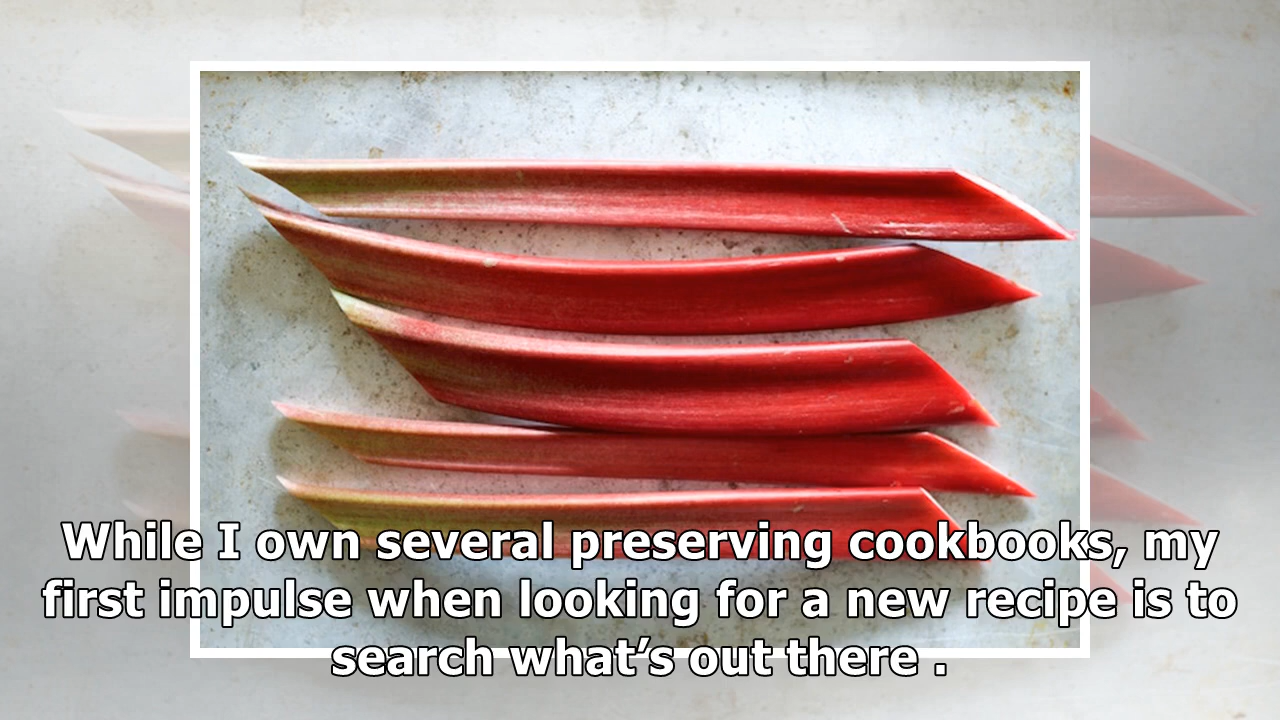 While I own several preserving cookbooks, my
first impulse when looking for a new recipe is to
search what’s out there .